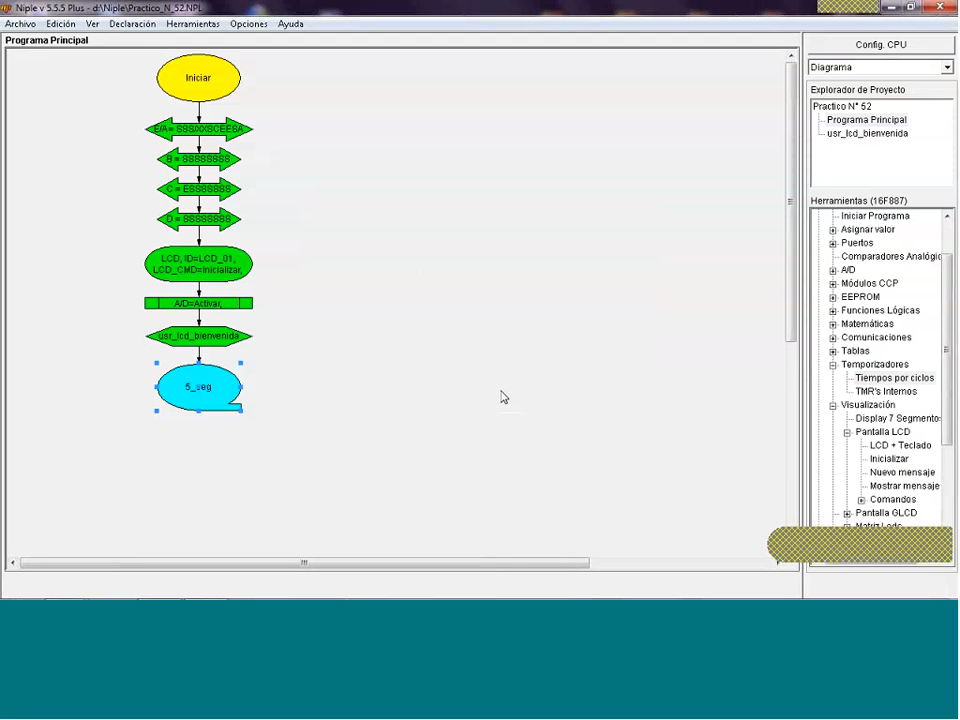 Niple v 5.5.5 Plus - d:\Niple\Practico_N_52.NPL
Archivo Edición Ver Declaración Herramientas Opciones Ayuda
Programa Principal
Iniciar
B = SSSSSSSS
C = ESSSSSSS
D = SSSSSSSS
LCD, ID=LCD_01,
LCD_CMD=Inicializar,
A/D=Activar,
usr_lcd_bienvenida
5_seg
Config. CPU
Diagrama
Explorador de Proyecto
Practico N° 52
Programa Principal
usr_lcd_bienvenida
Herramientas (16F887)
Iniciar Programa
Asignar valor
Puertos
Comparadores Analógic
A/D
Módulos CCP
EEPROM
Funciones Lógicas
Matemáticas
Comunicaciones
Tablas
Temporizadores
Tiempos por ciclos
TMR's Internos
Visualización
Display 7 Segmento
Pantalla LCD
LCD + Teclado
Inicializar
Nuevo mensaje
Mostrar mensaje
Comandos
Pantalla GLCD